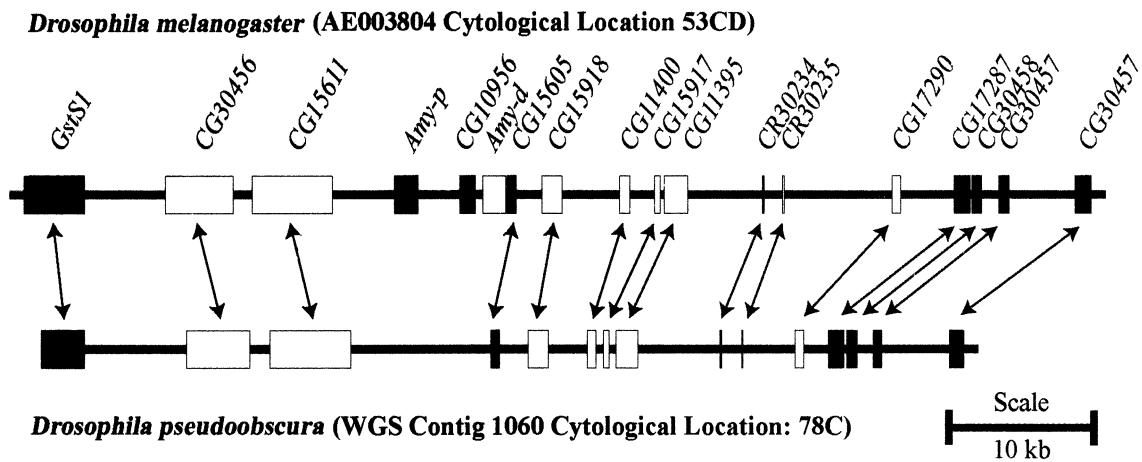 Drosophila melanogaster (AE003804 Cytological Location 53CD)
GstS1
CG30456
CG15611
Amy-p
CG10956
Amy-d
CG15605
CG15918
CG11400
CG15917
CG11395
CR30234
CR30235
CG17290
CG17287
CG30458
CG30457
CG30457
Drosophila pseudoobscura (WGS Contig 1060 Cytological Location: 78C)
Scale
10 kb